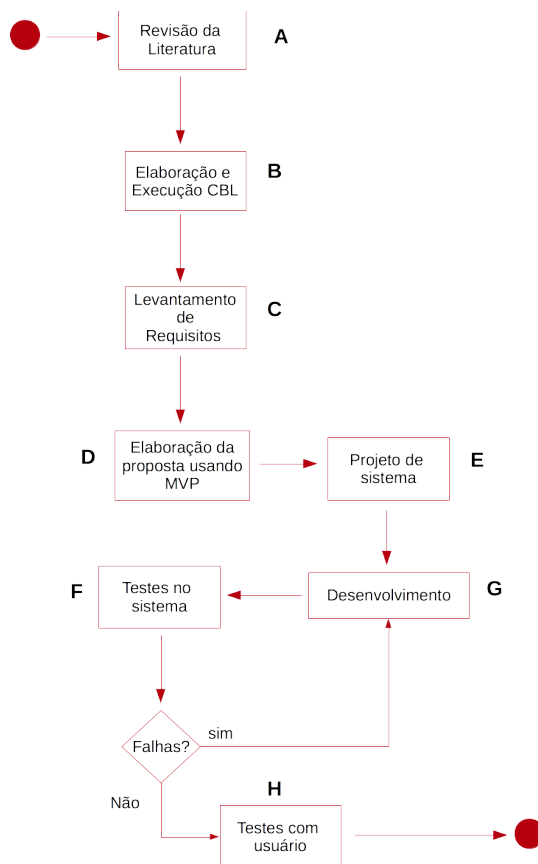 Revisão da
Literatura
A
Elaboração e
Execução CBL
B
Levantamento
de
Requisitos
C
D
Elaboração da
proposta usando
MVP
Projeto de
sistema
E
F
Testes no
sistema
Desenvolvimento
G
Falhas?
sim
Não
H
Testes com
usuário